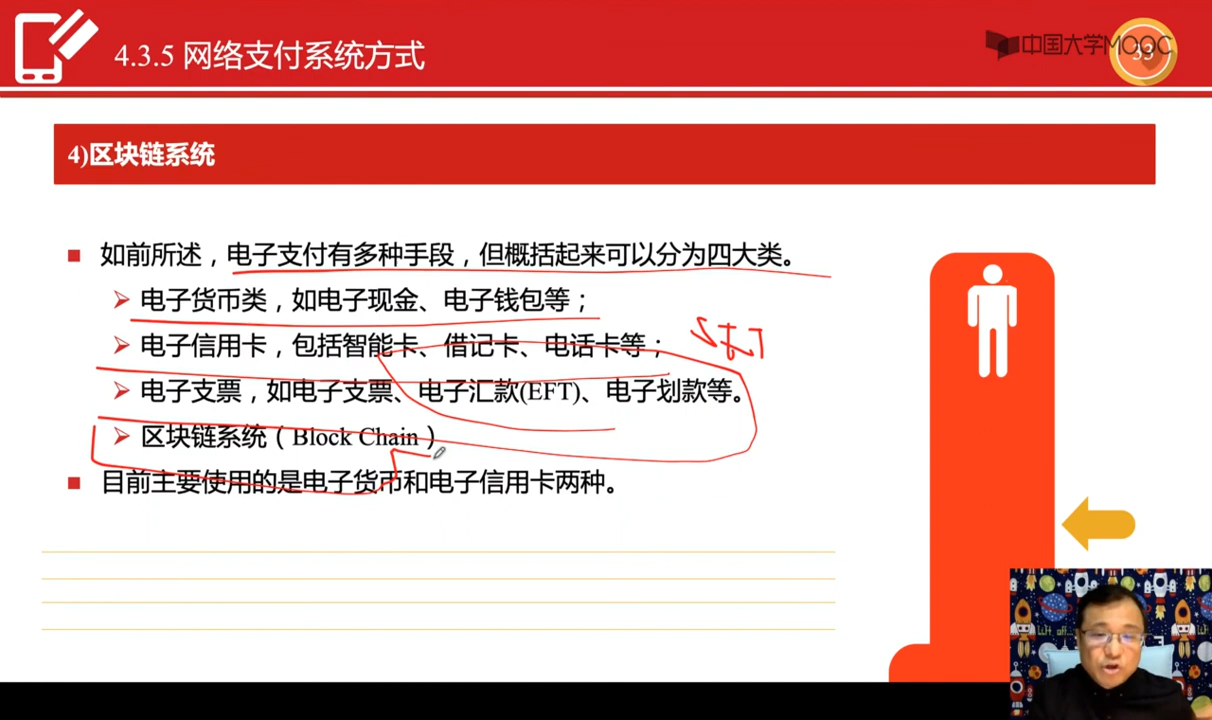 4.3.5 网络支付系统方式
中国大学MOOC
33
4)区块链系统
如前所述，电子支付有多种手段，但概括起来可以分为四大类。
电子货币类，如电子现金、电子钱包等；
电子信用卡，包括智能卡、借记卡、电话卡等；
电子支票，如电子支票、电子汇款(EFT)、电子划款等。
区块链系统（Block Chain）
目前主要使用的是电子货币和电子信用卡两种。